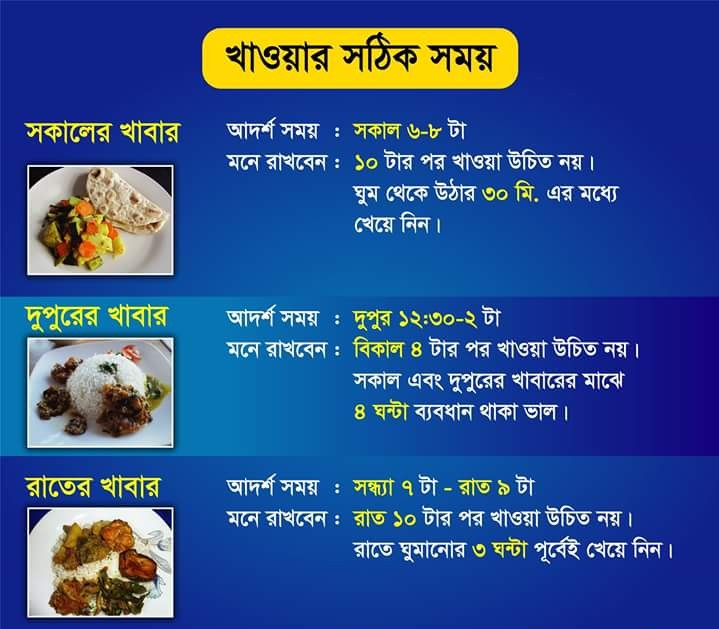 খাওয়ার সঠিক সময়
সকালের খাবার
আদর্শ সময় : সকাল ৬-৮ টা
মনে রাখবেন : ১০ টার পর খাওয়া উচিত নয়।
ঘুম থেকে উঠার ৩০ মি. এর মধ্যে
খেয়ে নিন।
দুপুরের খাবার
আদর্শ সময় : দুপুর ১২:৩০-২ টা
মনে রাখবেন : বিকাল ৪ টার পর খাওয়া উচিত নয়।
সকাল এবং দুপুরের খাবারের মাঝে
৪ ঘন্টা ব্যবধান থাকা ভাল।
রাতের খাবার
আদর্শ সময় : সন্ধ্যা ৭ টা - রাত ৯ টা
মনে রাখবেন : রাত ১০ টার পর খাওয়া উচিত নয়।
রাতে ঘুমানোর ৩ ঘন্টা পূর্বেই খেয়ে নিন।